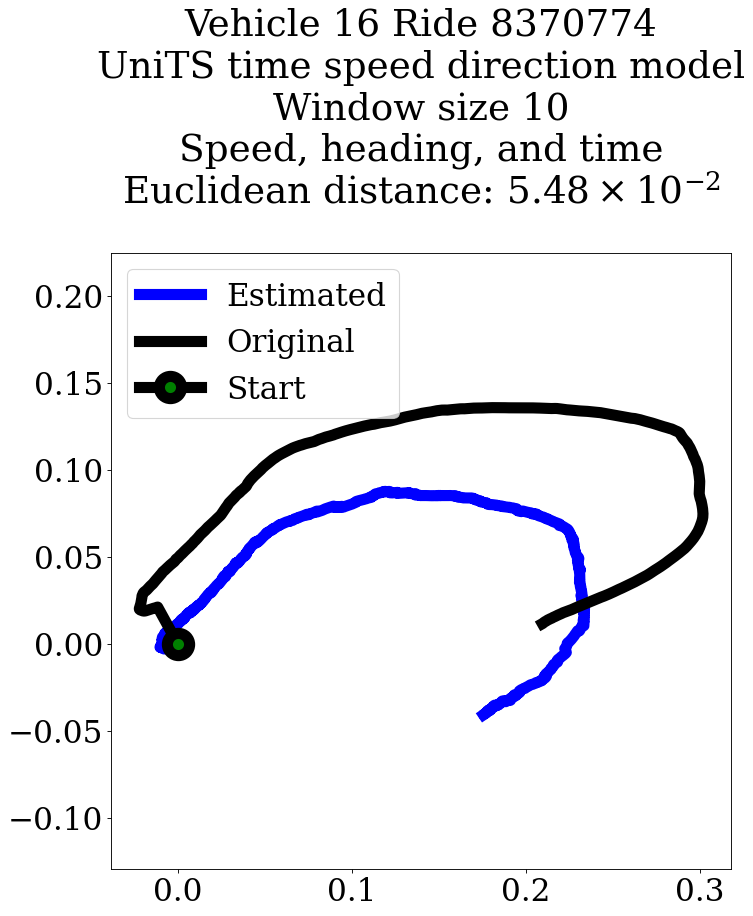 Vehicle 16 Ride 8370774
UniTS time speed direction model
Window size 10
Speed, heading, and time
Euclidean distance: 5.48 × 10⁻²
Estimated
Original
Start
0.20
0.15
0.10
0.05
0.00
−0.05
−0.10
0.0 0.1 0.2 0.3